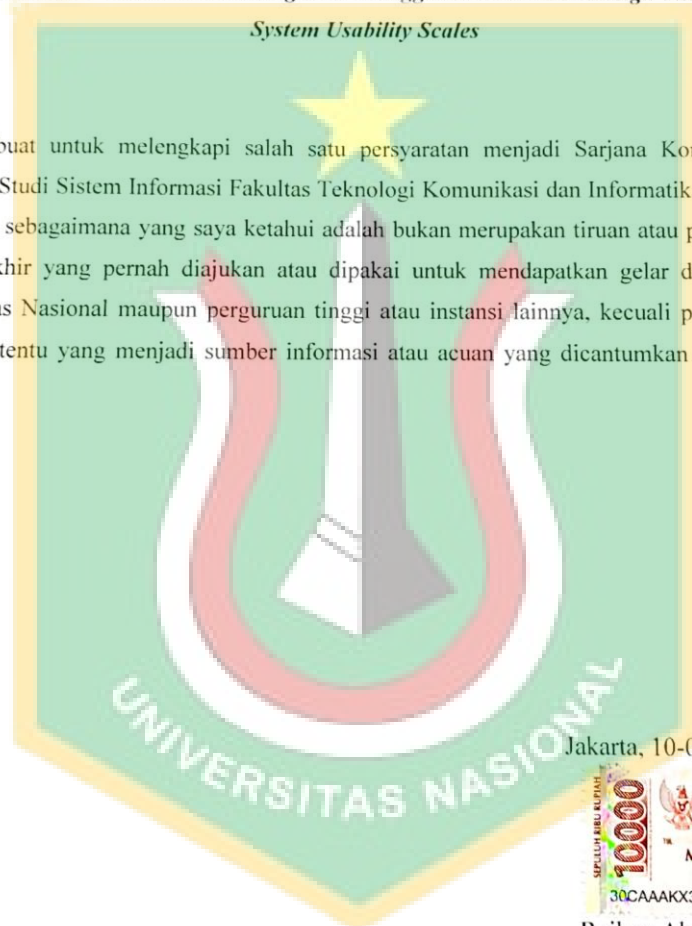 System Usability Scales
buat untuk melengkapi salah satu persyaratan menjadi Sarjana Ko
Studi Sistem Informasi Fakultas Teknologi Komunikasi dan Informatik
sebagaimana yang saya ketahui adalah bukan merupakan tiruan atau p
khir yang pernah diajukan atau dipakai untuk mendapatkan gelar d
as Nasional maupun perguruan tinggi atau instansi lainnya, kecuali p
tentu yang menjadi sumber informasi atau acuan yang dicantumkan
UNIVERSITAS NASIONAL
Jakarta, 10-0
SEPULUH RIBU RUPIAH
10000
30CAAAKX3